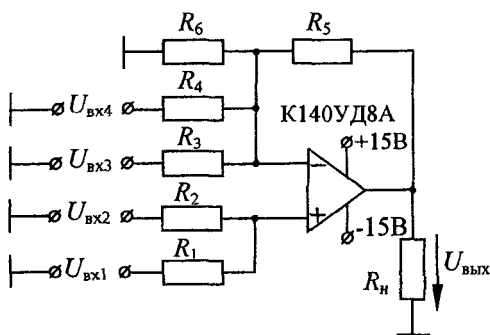 R₆ R₅
R₄
Uвх4 К140УД8А
R₃ +15В
Uвх3 −
R₂
Uвх2 + -15В
R₁
Uвх1 Rн Uвых